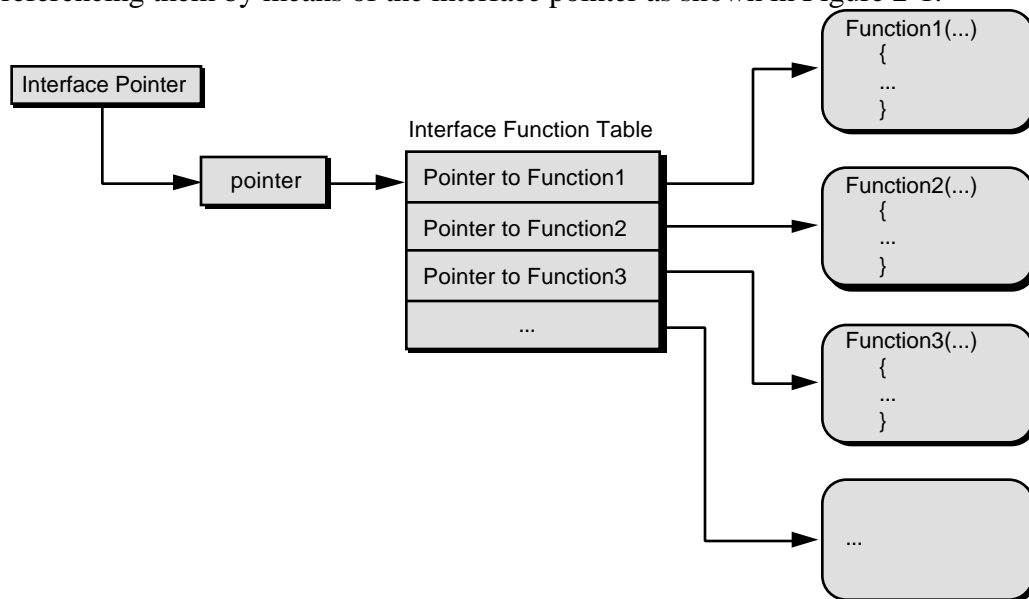 referencing them by means of the interface pointer as shown in Figure 2-1.
Interface Pointer
pointer
Interface Function Table
Pointer to Function1
Pointer to Function2
Pointer to Function3
...
Function1(...)
{
...
}
Function2(...)
{
...
}
Function3(...)
{
...
}
...